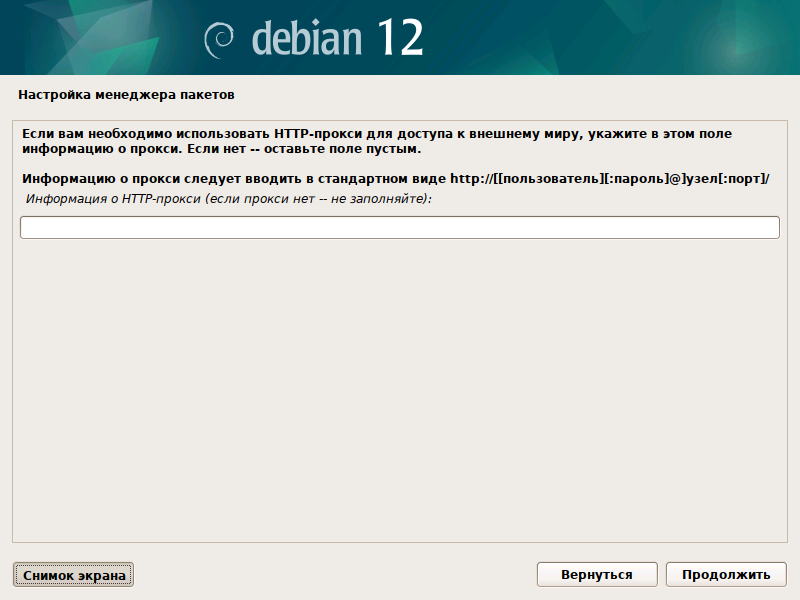 debian 12
Настройка менеджера пакетов
Если вам необходимо использовать HTTP-прокси для доступа к внешнему миру, укажите в этом поле
информацию о прокси. Если нет -- оставьте поле пустым.
Информацию о прокси следует вводить в стандартном виде http://[[пользователь][:пароль]@]узел[:порт]/
Информация о HTTP-прокси (если прокси нет -- не заполняйте):
Снимок экрана
Вернуться
Продолжить